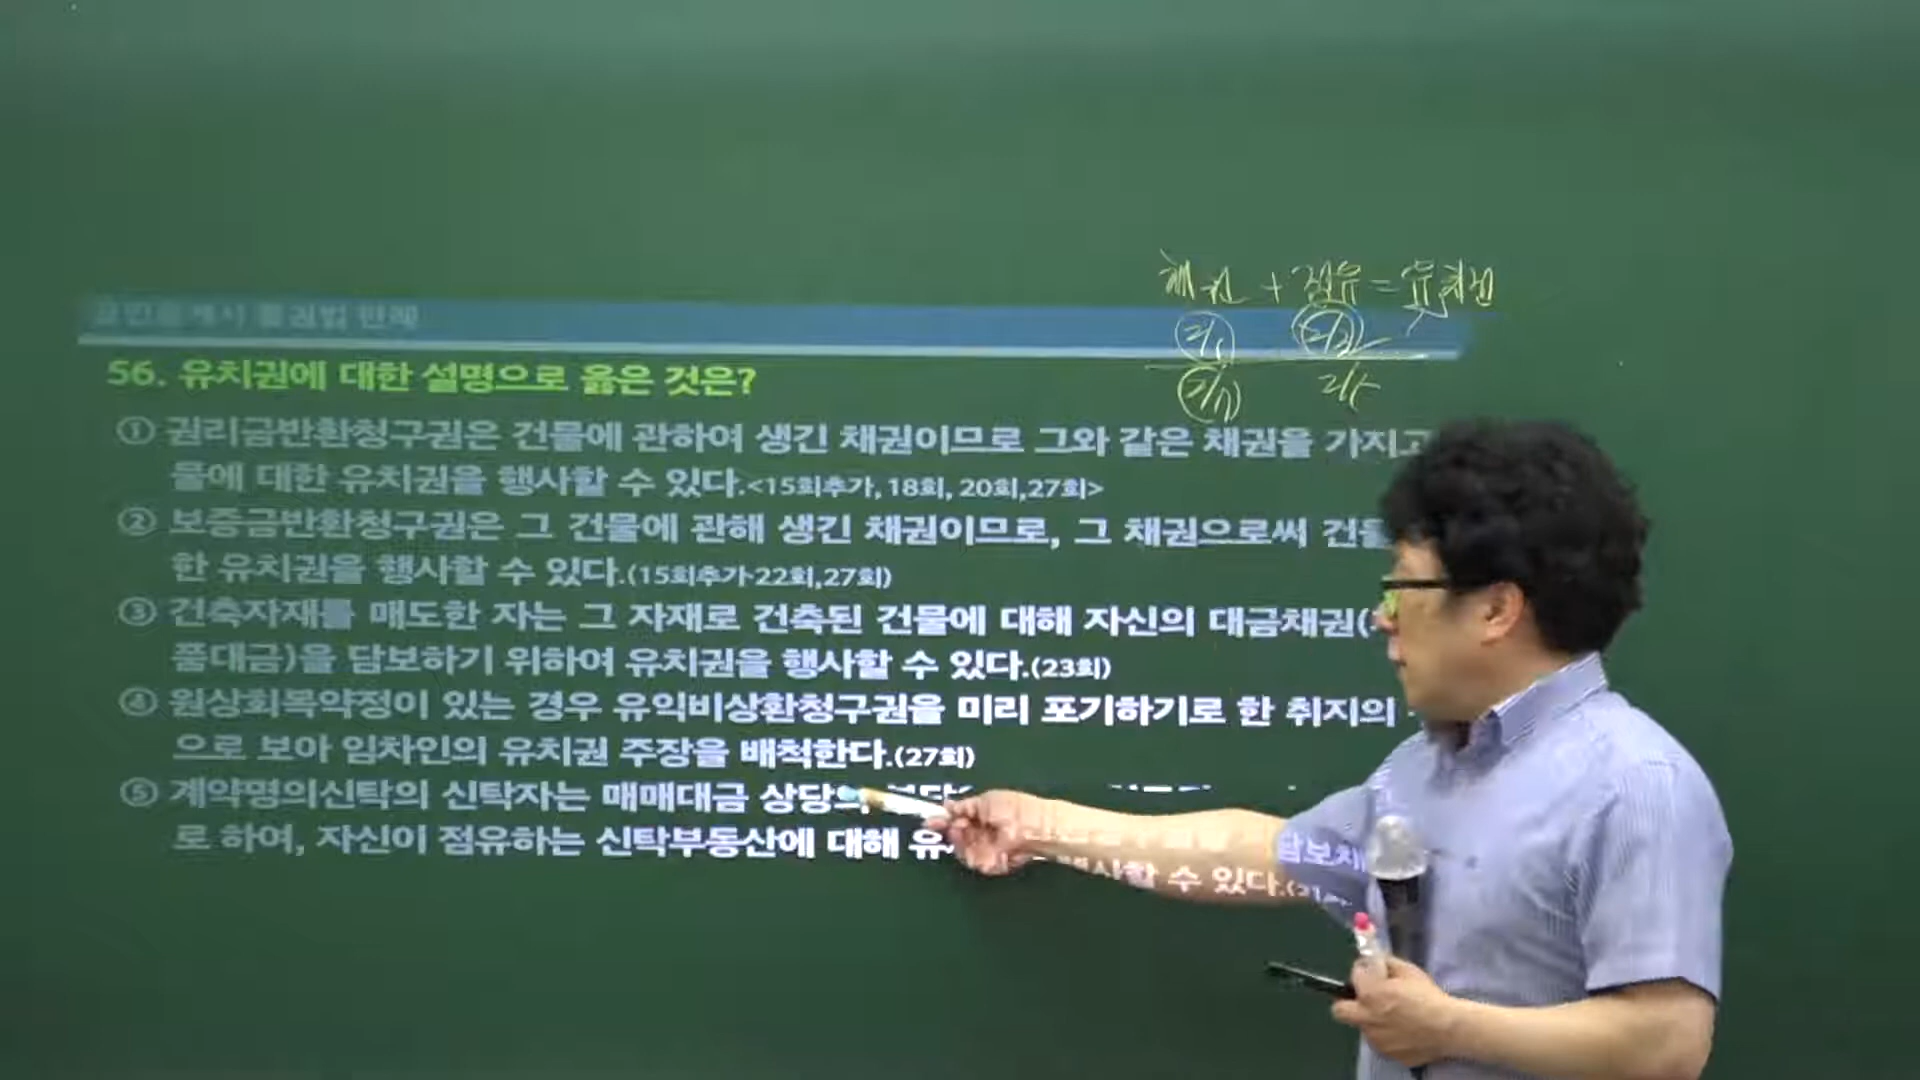 채권 + 점유 = 유치권
공인중개사 물권법 판례
56. 유치권에 대한 설명으로 옳은 것은?
① 권리금반환청구권은 건물에 관하여 생긴 채권이므로 그와 같은 채권을 가지고
물에 대한 유치권을 행사할 수 있다.<15회추가, 18회, 20회,27회>
② 보증금반환청구권은 그 건물에 관해 생긴 채권이므로, 그 채권으로써 건물
한 유치권을 행사할 수 있다.(15회추가·22회,27회)
③ 건축자재를 매도한 자는 그 자재로 건축된 건물에 대해 자신의 대금채권(
품대금)을 담보하기 위하여 유치권을 행사할 수 있다.(23회)
④ 원상회복약정이 있는 경우 유익비상환청구권을 미리 포기하기로 한 취지의
으로 보아 임차인의 유치권 주장을 배척한다.(27회)
⑤ 계약명의신탁의 신탁자는 매매대금 상당의
로 하여, 자신이 점유하는 신탁부동산에 대해 유 담보
할 수 있다.